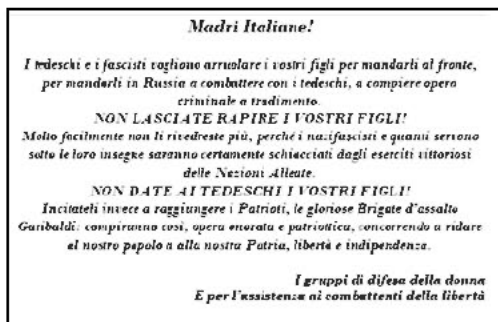 Madri Italiane!
I tedeschi e i fascisti vogliono arruolare i vostri figli per mandarli al fronte,
per mandarli in Russia a combattere con i tedeschi, a compiere opera
criminale a tradimento.
NON LASCIATE RAPIRE I VOSTRI FIGLI!
Molto facilmente non li rivedreste più, perché i nazifascisti e quanti servono
sotto le loro insegne saranno certamente schiacciati dagli eserciti vittoriosi
delle Nazioni Alleate.
NON DATE AI TEDESCHI I VOSTRI FIGLI!
Incitateli invece a raggiungere i Patrioti, le gloriose Brigate d'assalto
Garibaldi: compiranno così, opera onorata e patriottica, concorrendo a ridare
al nostro popolo a alla nostra Patria, libertà e indipendenza.
I gruppi di difesa della donna
E per l'assistenza ai combattenti della libertà